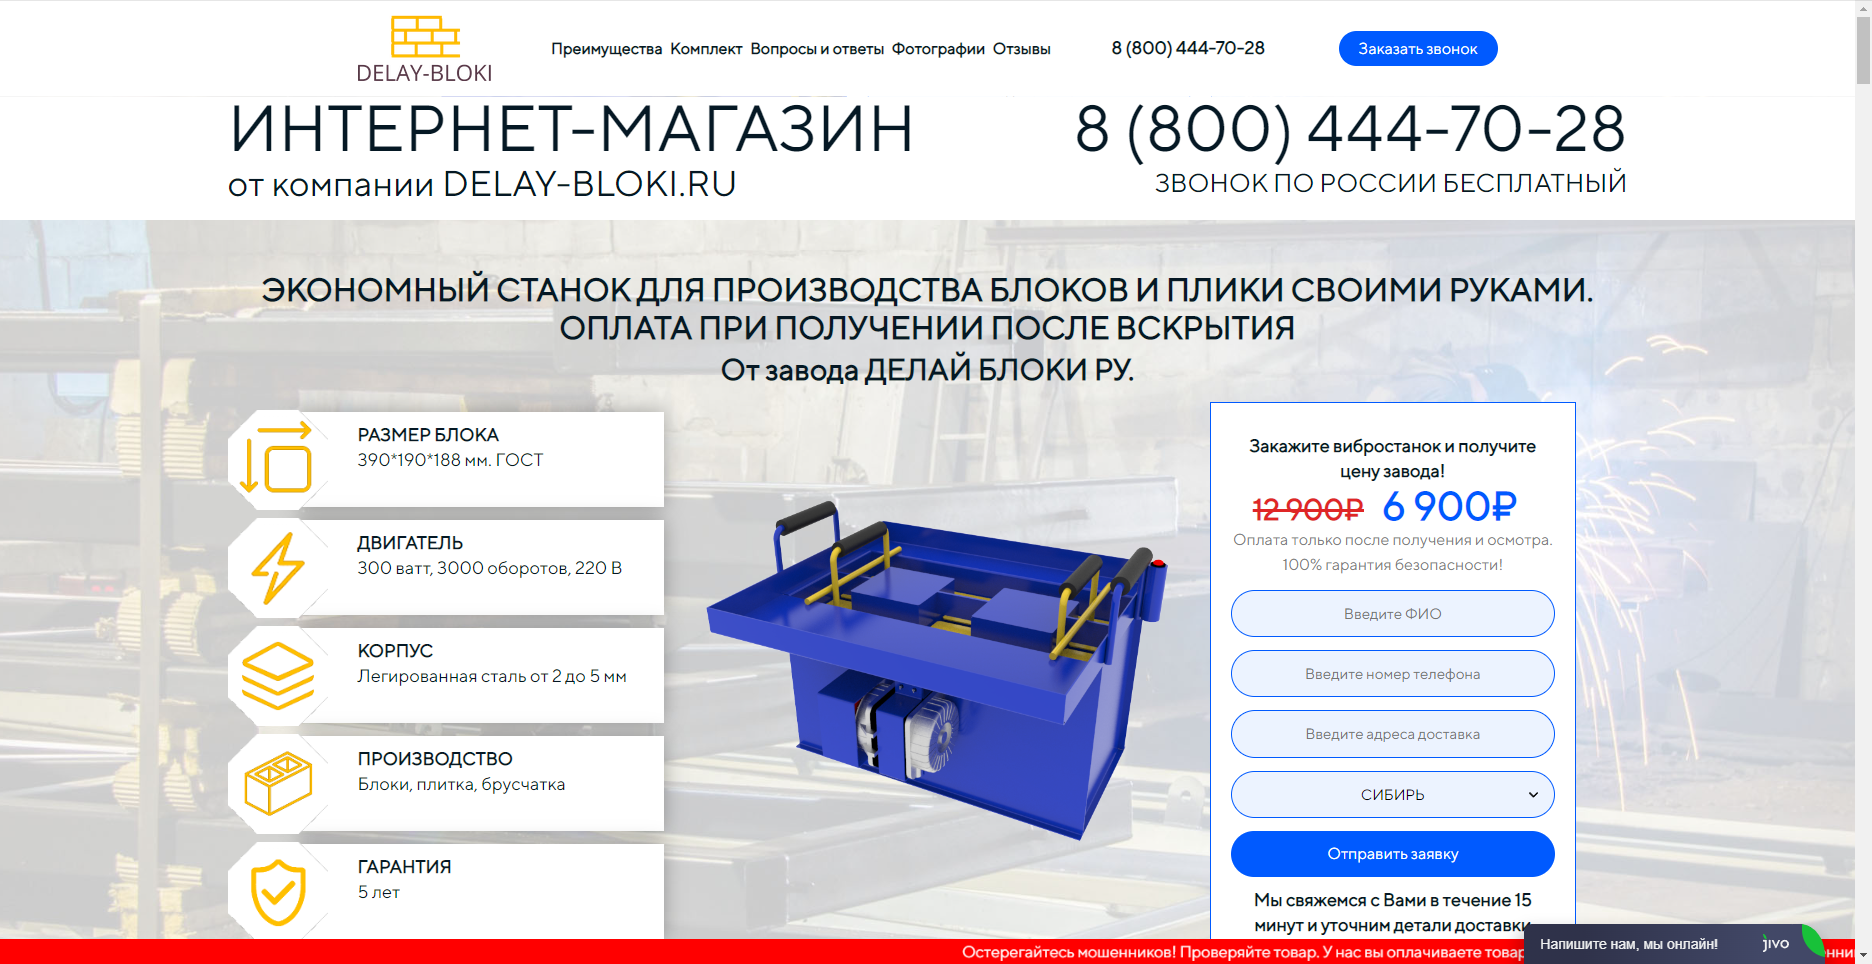 DELAY-BLOKI
Преимущества Комплект Вопросы и ответы Фотографии Отзывы
8 (800) 444-70-28
Заказать звонок
ИНТЕРНЕТ-МАГАЗИН
от компании DELAY-BLOKI.RU
8 (800) 444-70-28
ЗВОНОК ПО РОССИИ БЕСПЛАТНЫЙ
ЭКОНОМНЫЙ СТАНОК ДЛЯ ПРОИЗВОДСТВА БЛОКОВ И ПЛИКИ СВОИМИ РУКАМИ.
ОПЛАТА ПРИ ПОЛУЧЕНИИ ПОСЛЕ ВСКРЫТИЯ
От завода ДЕЛАЙ БЛОКИ РУ.
РАЗМЕР БЛОКА
390*190*188 мм. ГОСТ
ДВИГАТЕЛЬ
300 ватт, 3000 оборотов, 220 В
КОРПУС
Легированная сталь от 2 до 5 мм
ПРОИЗВОДСТВО
Блоки, плитка, брусчатка
ГАРАНТИЯ
5 лет
Закажите вибростанок и получите
цену завода!
12 900₽ 6 900₽
Оплата только после получения и осмотра.
100% гарантия безопасности!
Введите ФИО
Введите номер телефона
Введите адреса доставка
СИБИРЬ
Отправить заявку
Мы свяжемся с Вами в течение 15
минут и уточним детали доставки
Остерегайтесь мошенников! Проверяйте товар. У нас вы оплачиваете товар
Напишите нам, мы онлайн!
jivo